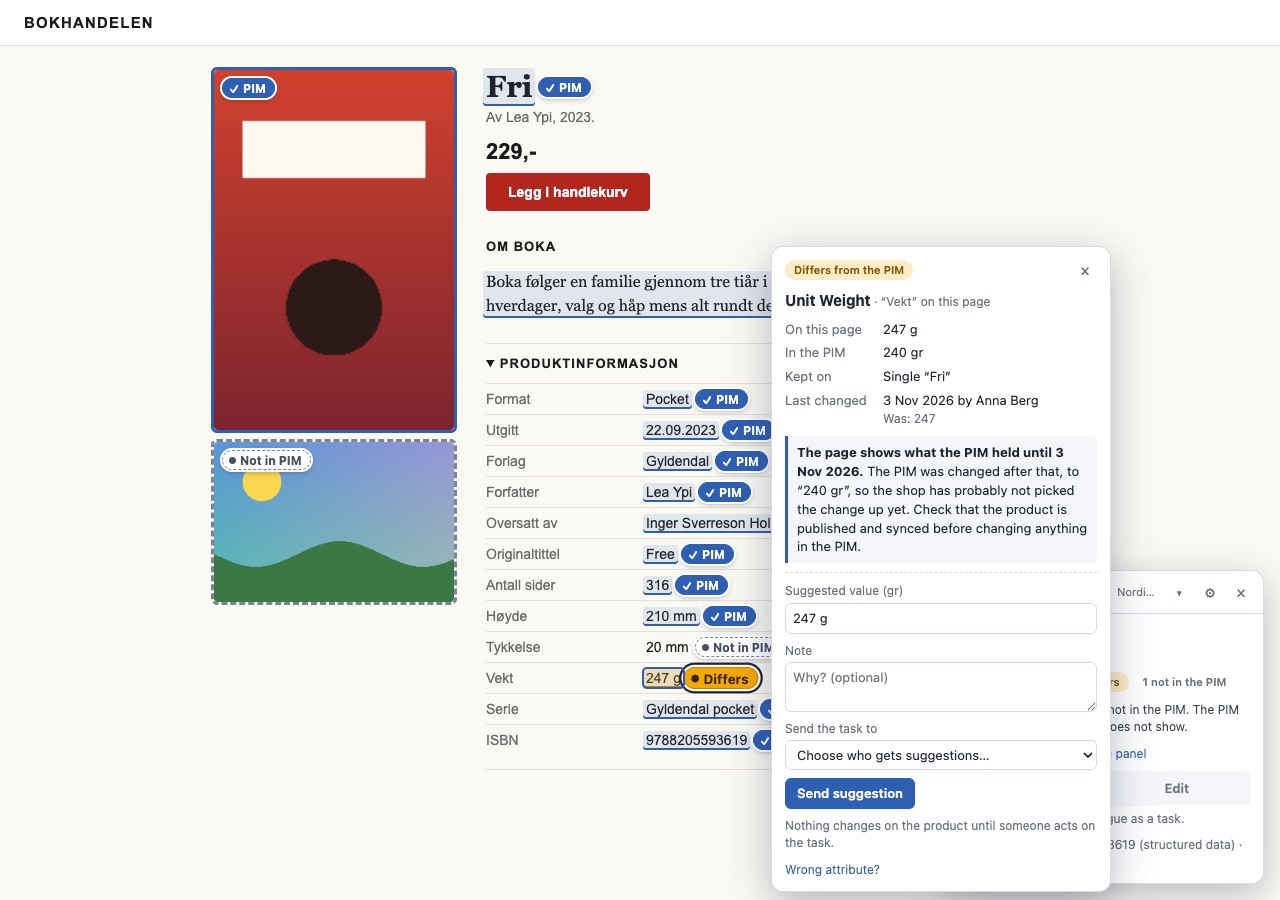 BOKHANDELEN
✓ PIM
● Not in PIM
Fri ✓ PIM
Av Lea Ypi, 2023.
229,-
Legg i handlekurv
OM BOKA
Boka følger en familie gjennom tre tiår i
hverdager, valg og håp mens alt rundt
▼ PRODUKTINFORMASJON
Format Pocket ✓ PIM
Utgitt 22.09.2023 ✓ PIM
Forlag Gyldendal ✓ PIM
Forfatter Lea Ypi ✓ PIM
Oversatt av Inger Sverreson
Originaltittel Free ✓ PIM
Antall sider 316 ✓ PIM
Høyde 210 mm ✓ PIM
Tykkelse 20 mm ● Not in PIM
Vekt 247 g ● Differs
Serie Gyldendal pocket ✓
ISBN 9788205593619 ✓
Differs from the PIM ×
Unit Weight · “Vekt” on this page
On this page 247 g
In the PIM 240 gr
Kept on Single “Fri”
Last changed 3 Nov 2026 by Anna Berg
Was: 247
The page shows what the PIM held until 3
Nov 2026. The PIM was changed after that, to
“240 gr”, so the shop has probably not picked
the change up yet. Check that the product is
published and synced before changing anything
in the PIM.
Suggested value (gr)
247 g
Note
Why? (optional)
Send the task to
Choose who gets suggestions…
Send suggestion
Nothing changes on the product until someone acts on
the task.
Wrong attribute?
Nordi… ▾ ⚙ ×
1 not in the PIM
not in the PIM. The PIM
does not show.
panel
Edit
as a task.
3619 (structured data) ·